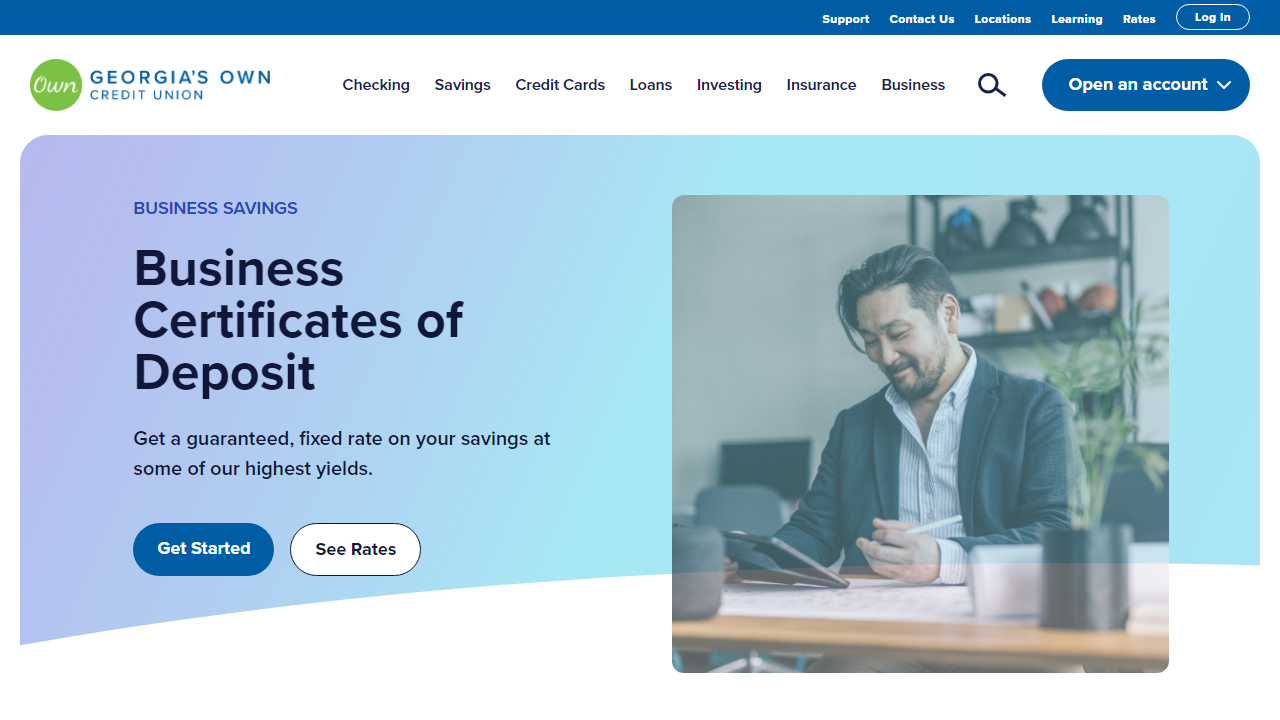 Support Contact Us Locations Learning Rates Log In
Own GEORGIA'S OWN
CREDIT UNION
Checking Savings Credit Cards Loans Investing Insurance Business Open an account
BUSINESS SAVINGS
Business
Certificates of
Deposit
Get a guaranteed, fixed rate on your savings at
some of our highest yields.
Get Started See Rates